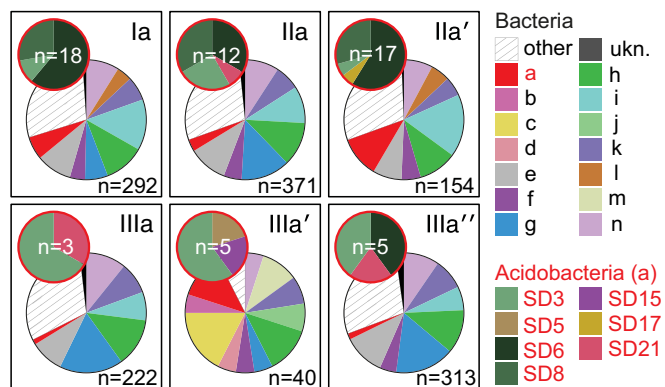 Ia
n=18
n=292
IIa
n=12
n=371
IIa′
n=17
n=154
IIIa
n=3
n=222
IIIa′
n=5
n=40
IIIa′′
n=5
n=313
Bacteria
other
a
b
c
d
e
f
g
ukn.
h
i
j
k
l
m
n
Acidobacteria (a)
SD3
SD5
SD6
SD8
SD15
SD17
SD21